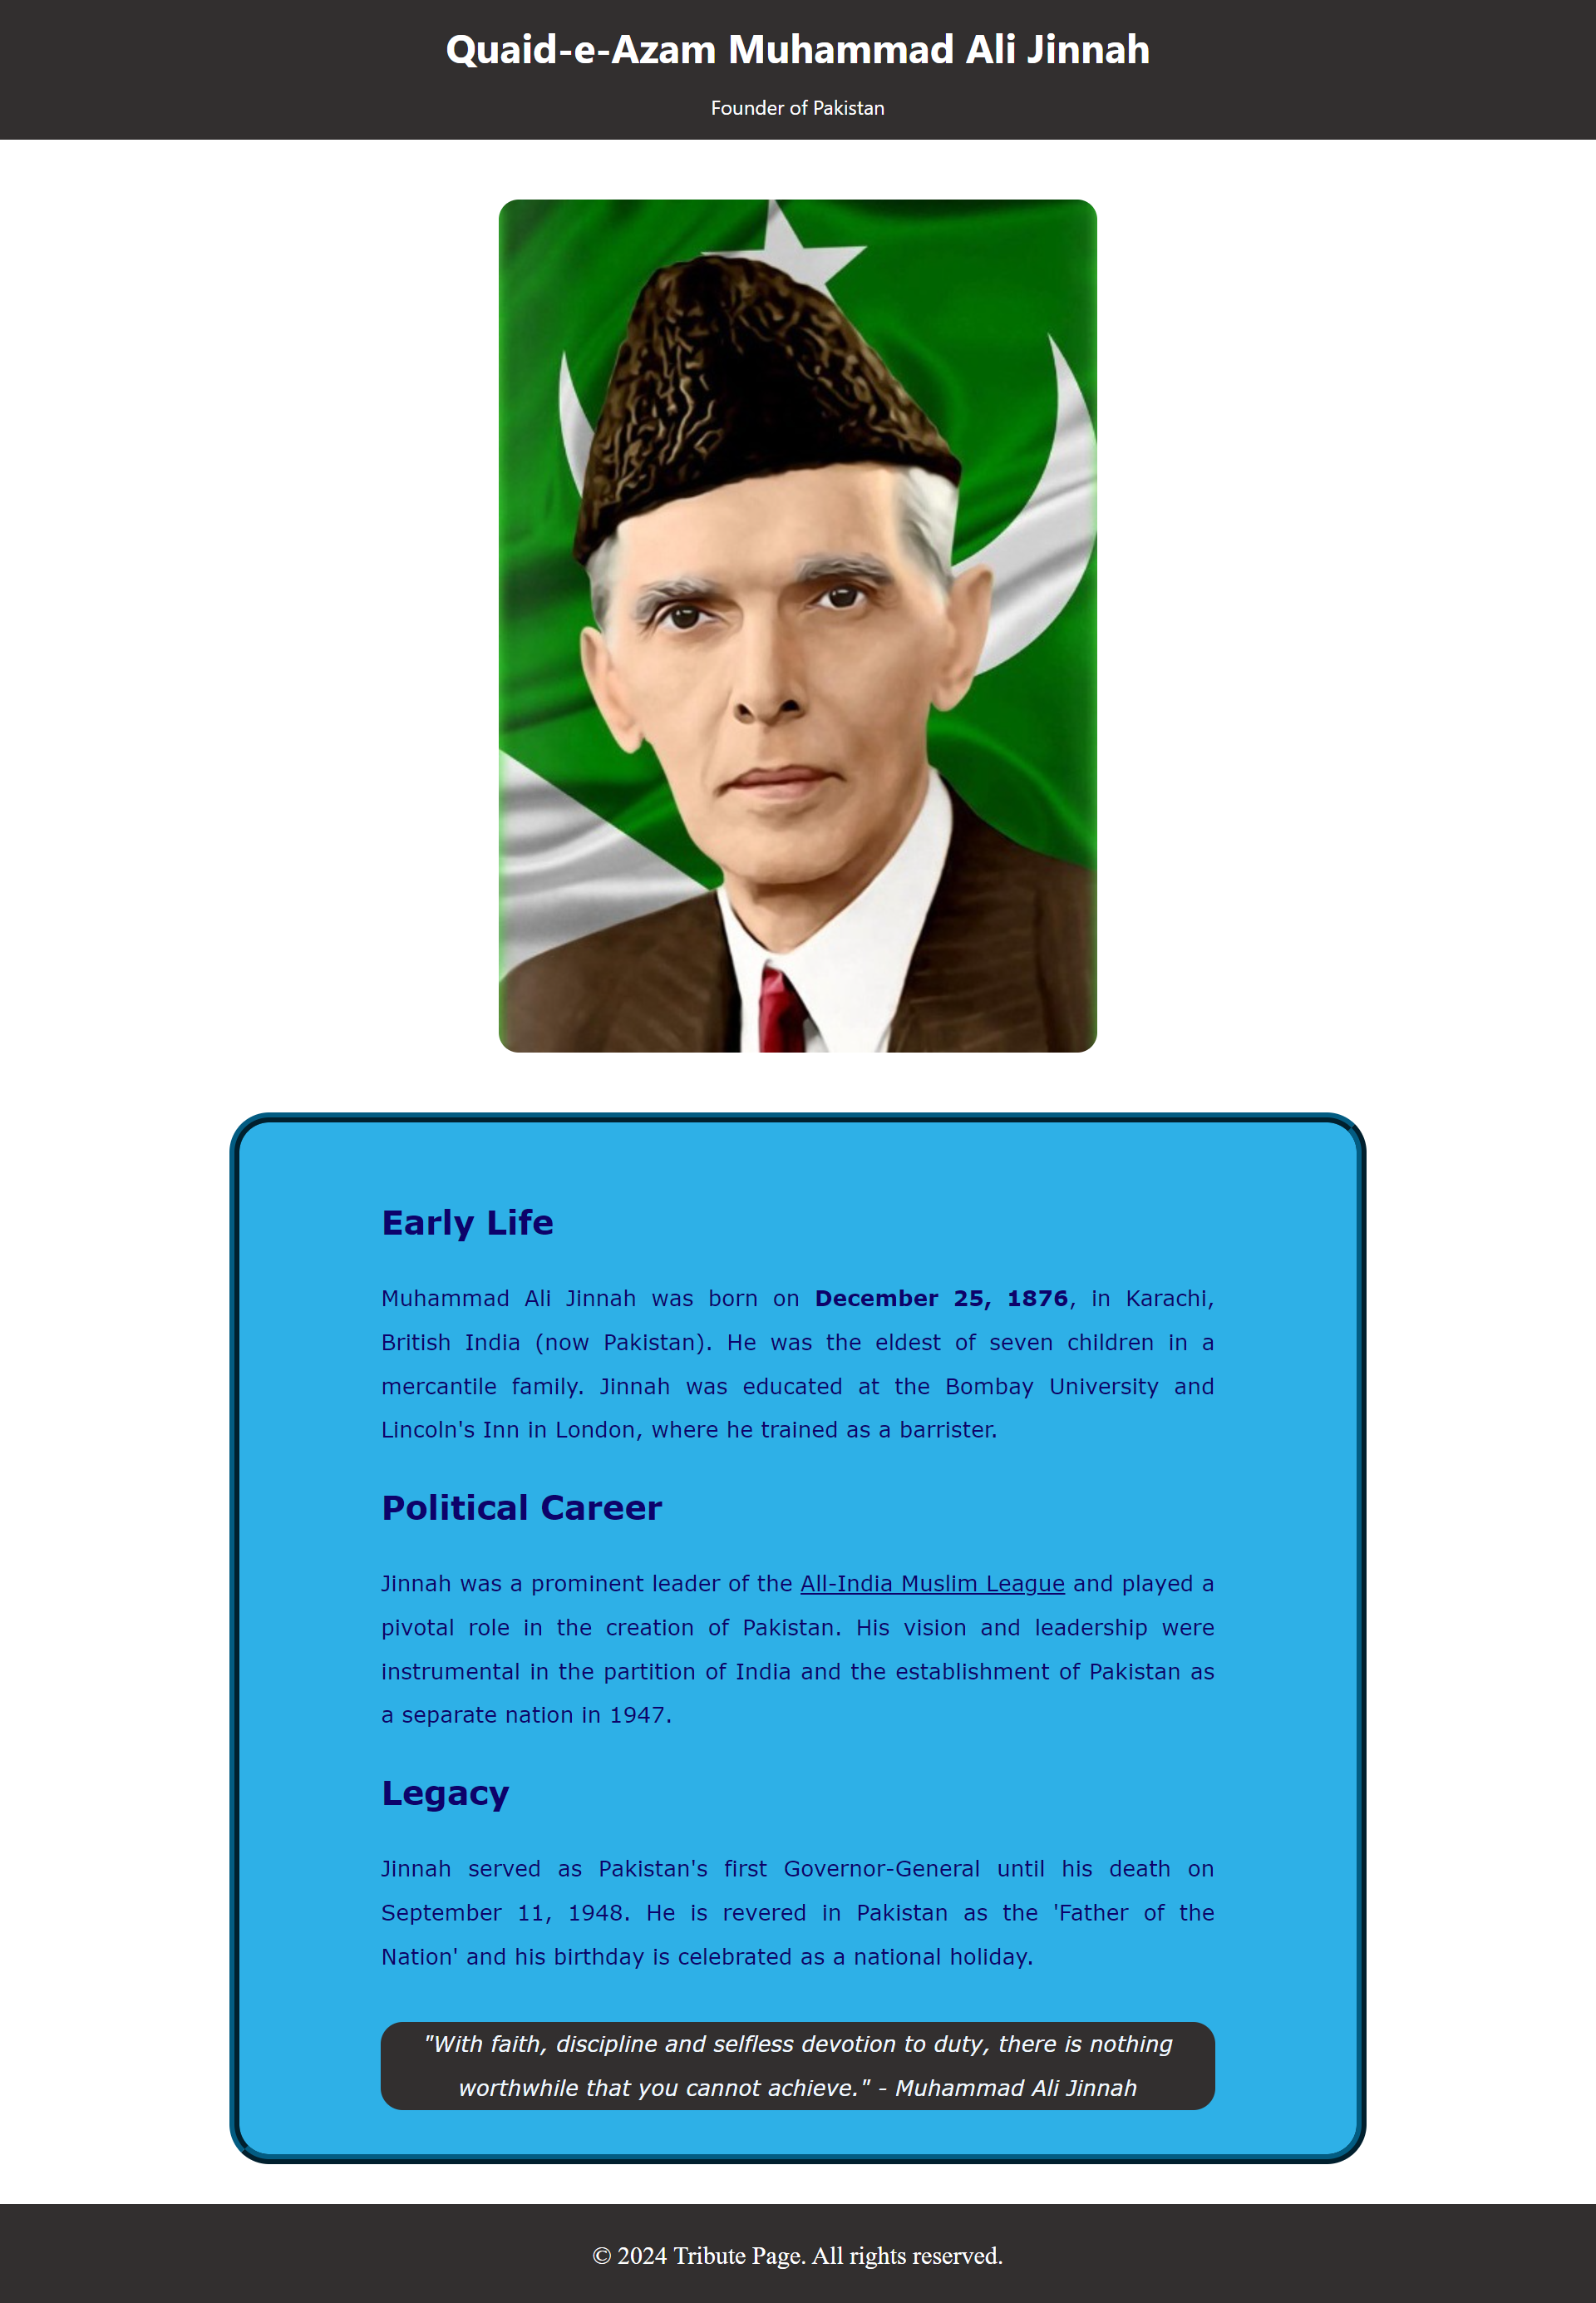 Quaid-e-Azam Muhammad Ali Jinnah
Founder of Pakistan
Early Life
Muhammad Ali Jinnah was born on December 25, 1876, in Karachi,
British India (now Pakistan). He was the eldest of seven children in a
mercantile family. Jinnah was educated at the Bombay University and
Lincoln's Inn in London, where he trained as a barrister.
Political Career
Jinnah was a prominent leader of the All-India Muslim League and played a
pivotal role in the creation of Pakistan. His vision and leadership were
instrumental in the partition of India and the establishment of Pakistan as
a separate nation in 1947.
Legacy
Jinnah served as Pakistan's first Governor-General until his death on
September 11, 1948. He is revered in Pakistan as the 'Father of the
Nation' and his birthday is celebrated as a national holiday.
"With faith, discipline and selfless devotion to duty, there is nothing
worthwhile that you cannot achieve." - Muhammad Ali Jinnah
© 2024 Tribute Page. All rights reserved.